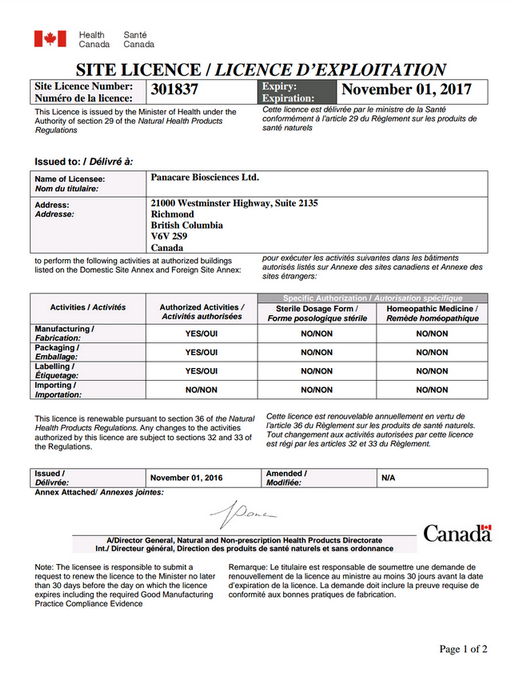 Health Santé
Canada Canada
SITE LICENCE / LICENCE D'EXPLOITATION
Site Licence Number: 301837 Expiry: November 01, 2017
Numéro de la licence: Expiration:
This Licence is issued by the Minister of Health under the
Authority of section 29 of the Natural Health Products
Regulations
Cette licence est délivrée par le ministre de la Santé
conformément à l'article 29 du Règlement sur les produits de
santé naturels
Issued to: / Délivré à:
Name of Licensee: Panacare Biosciences Ltd.
Nom du titulaire:
Address: 21000 Westminster Highway, Suite 2135
Addresse: Richmond
British Columbia
V6V 2S9
Canada
to perform the following activities at authorized buildings
listed on the Domestic Site Annex and Foreign Site Annex:
pour exécuter les activités suivantes dans les bâtiments
autorisés listés sur Annexe des sites canadiens et Annexe des
sites étrangers:
Specific Authorization / Autorisation spécifique
Activities / Activités Authorized Activities / Sterile Dosage Form / Homeopathic Medicine /
Activités authorisées Forme posologique stérile Remède homéopathique
Manufacturing / YES/OUI NO/NON NO/NON
Fabrication:
Packaging / YES/OUI NO/NON NO/NON
Emballage:
Labelling / YES/OUI NO/NON NO/NON
Étiquetage:
Importing / NO/NON NO/NON NO/NON
Importation:
This licence is renewable pursuant to section 36 of the Natural
Health Products Regulations. Any changes to the activities
authorized by this licence are subject to sections 32 and 33 of
the Regulations.
Cette licence est renouvelable annuellement en vertu de
l'article 36 du Règlement sur les produits de santé naturels.
Tout changement aux activités autorisées par cette licence
est régi par les articles 32 et 33 du Règlement.
Issued / November 01, 2016 Amended / N/A
Délivrée: Modifiée:
Annex Attached/ Annexes jointes:
A/Director General, Natural and Non-prescription Health Products Directorate
Int./ Directeur général, Direction des produits de santé naturels et sans ordonnance
Canada
Note: The licensee is responsible to submit a
request to renew the licence to the Minister no later
than 30 days before the day on which the licence
expires including the required Good Manufacturing
Practice Compliance Evidence
Remarque: Le titulaire est responsable de soumettre une demande de
renouvellement de la licence au ministre au moins 30 jours avant la date
d'expiration de la licence. La demande doit inclure la preuve requise de
conformité aux bonnes pratiques de fabrication.
Page 1 of 2